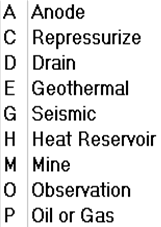 A Anode
C Repressurize
D Drain
E Geothermal
G Seismic
H Heat Reservoir
M Mine
O Observation
P Oil or Gas